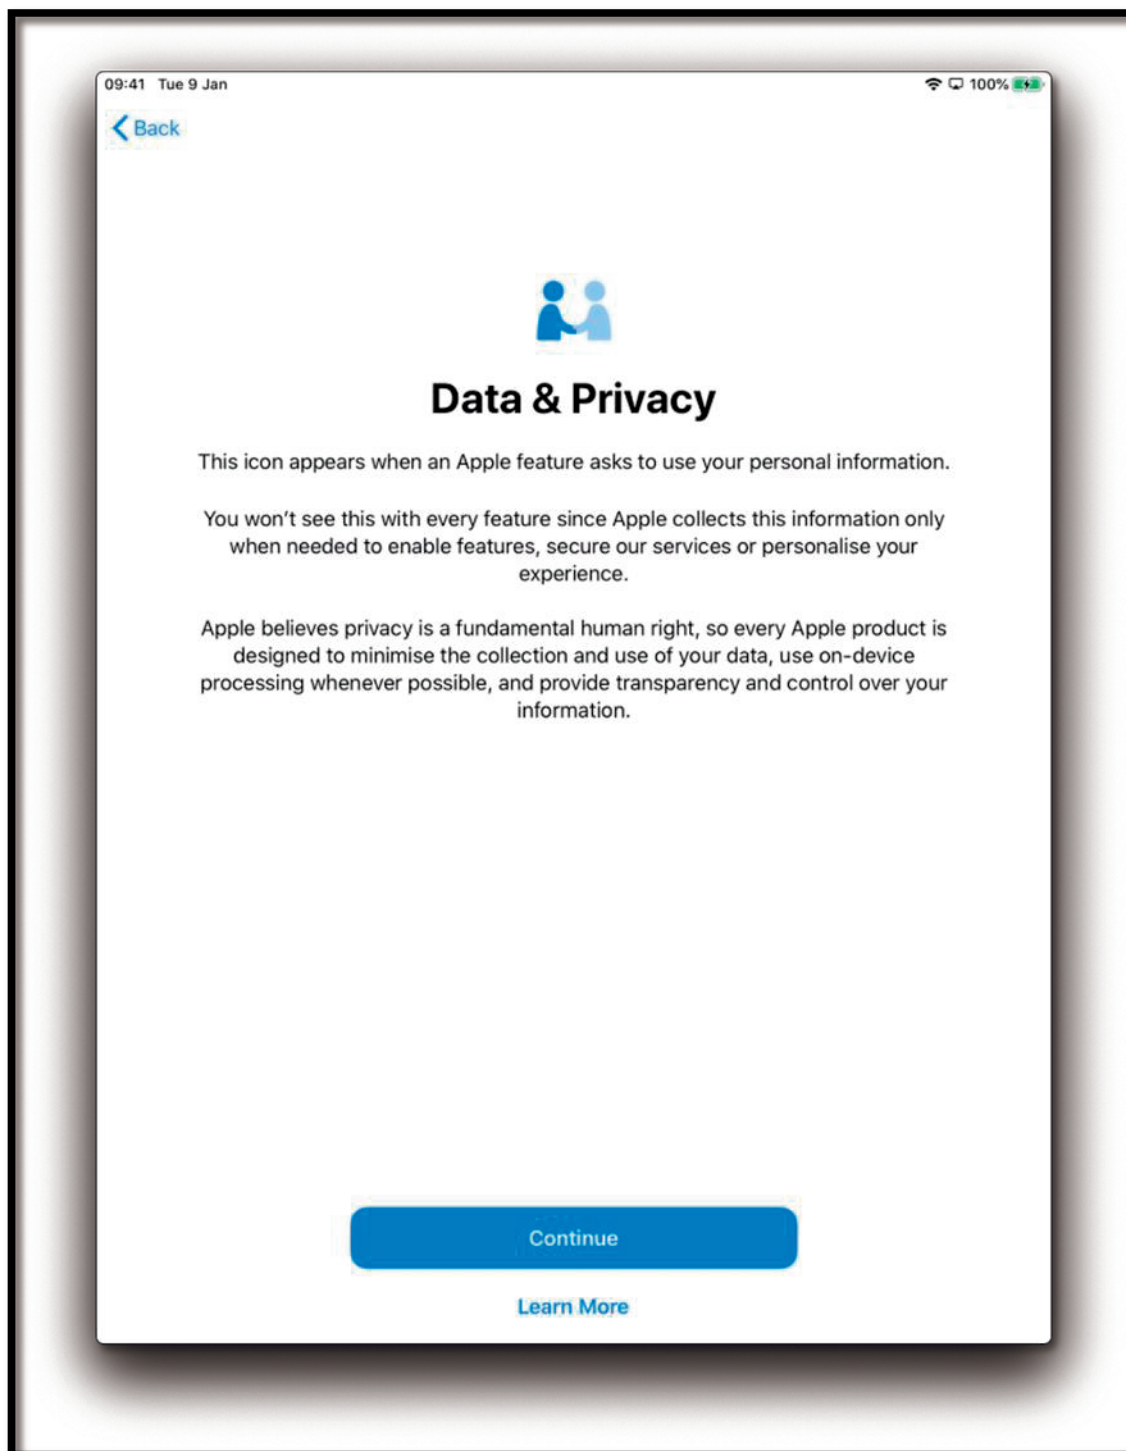 09:41 Tue 9 Jan
100%
Back
Data & Privacy
This icon appears when an Apple feature asks to use your personal information.
You won’t see this with every feature since Apple collects this information only
when needed to enable features, secure our services or personalise your
experience.
Apple believes privacy is a fundamental human right, so every Apple product is
designed to minimise the collection and use of your data, use on-device
processing whenever possible, and provide transparency and control over your
information.
Continue
Learn More